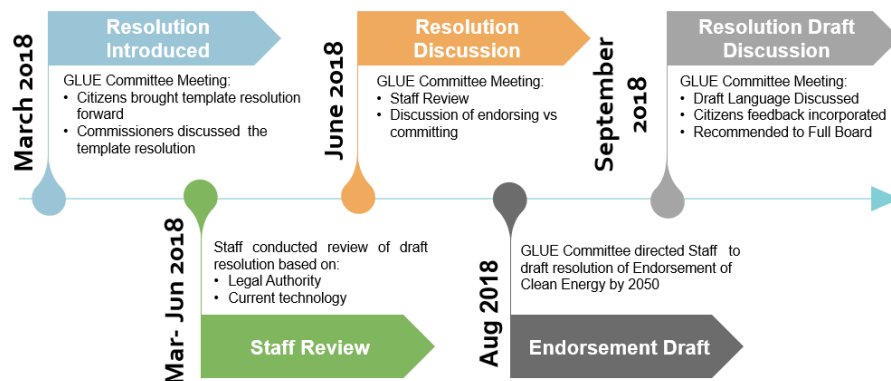 March 2018
Resolution
Introduced
GLUE Committee Meeting:
• Citizens brought template resolution
forward
• Commissioners discussed the
template resolution
Mar- Jun 2018
Staff conducted review of draft
resolution based on:
• Legal Authority
• Current technology
Staff Review
June 2018
Resolution
Discussion
GLUE Committee Meeting:
• Staff Review
• Discussion of endorsing vs
committing
Aug 2018
GLUE Committee directed Staff to
draft resolution of Endorsement of
Clean Energy by 2050
Endorsement Draft
September
2018
Resolution Draft
Discussion
GLUE Committee Meeting:
• Draft Language Discussed
• Citizens feedback incorporated
• Recommended to Full Board